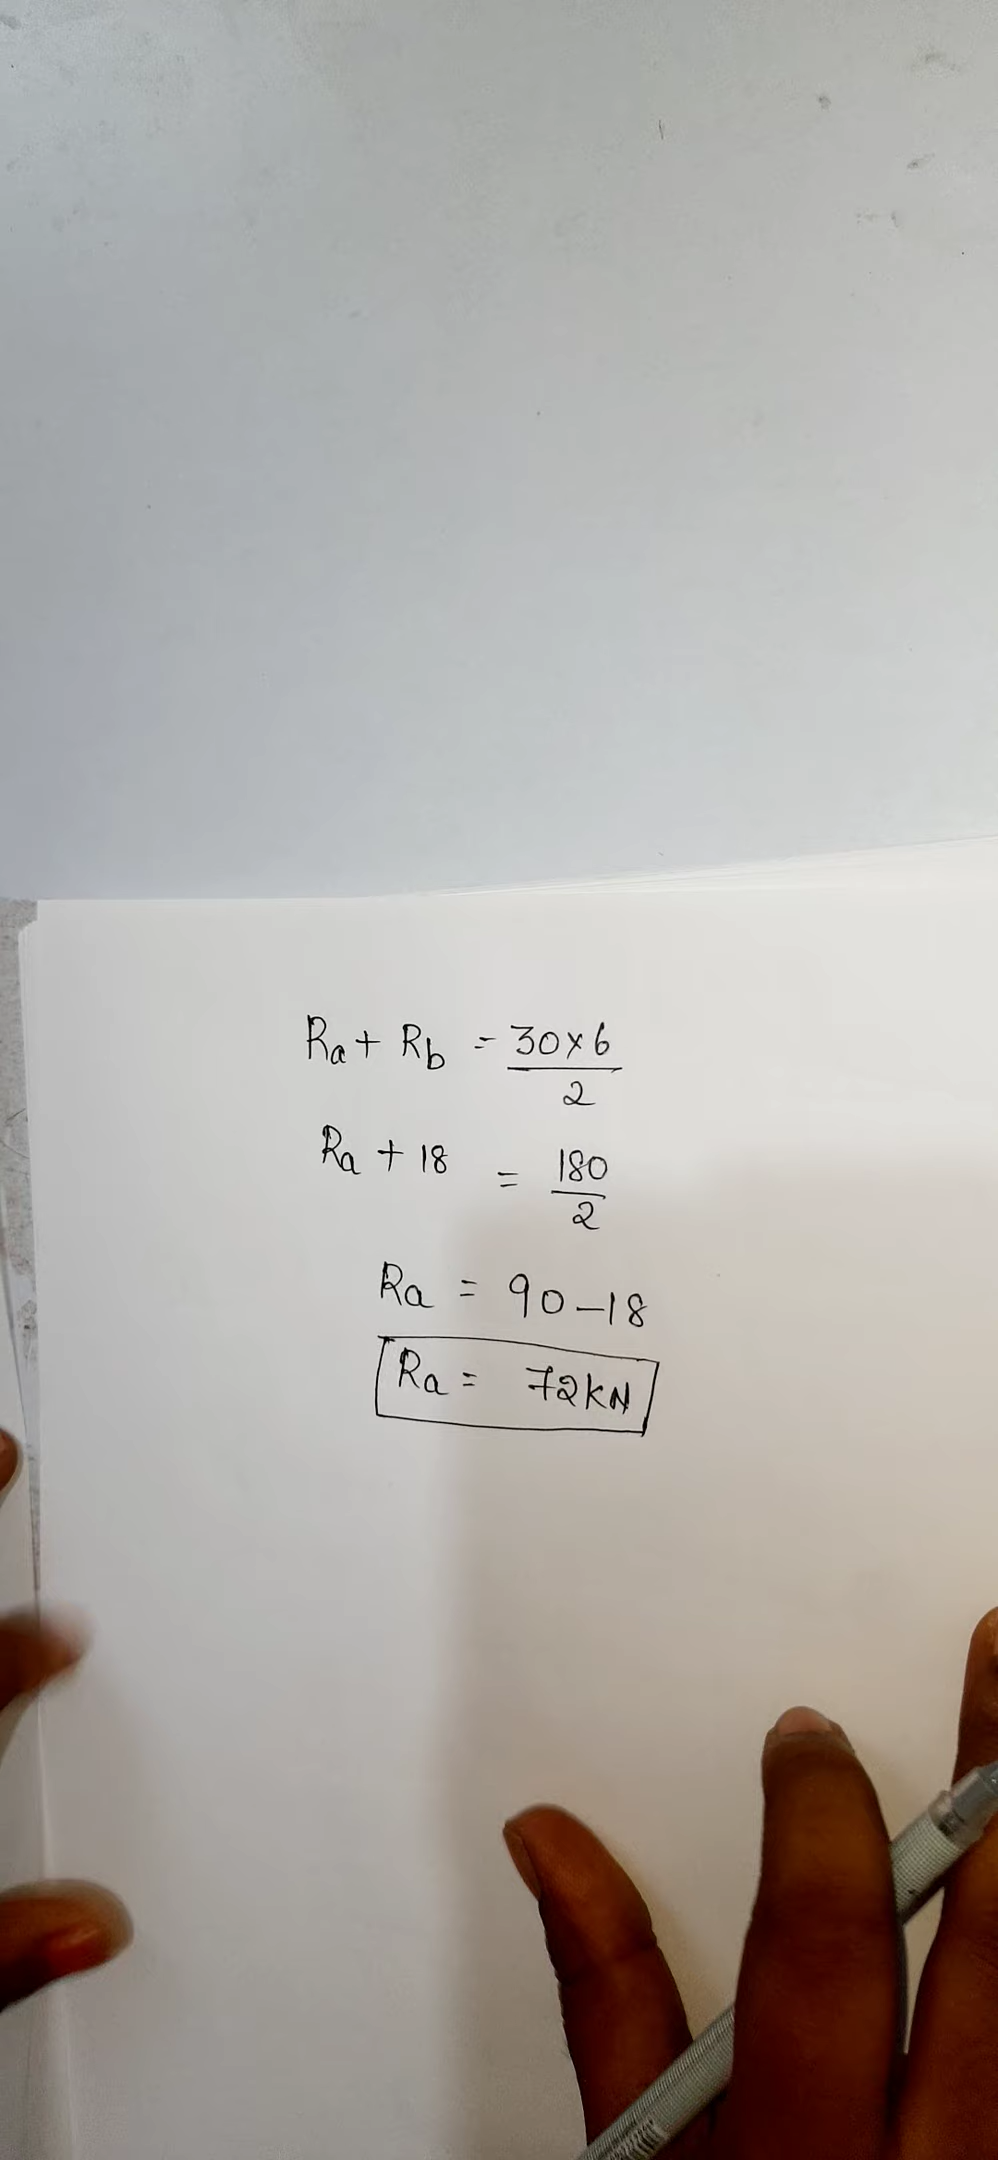 Ra + Rb = 30×6/2
Ra + 18 = 180/2
Ra = 90-18
Ra = 72kN